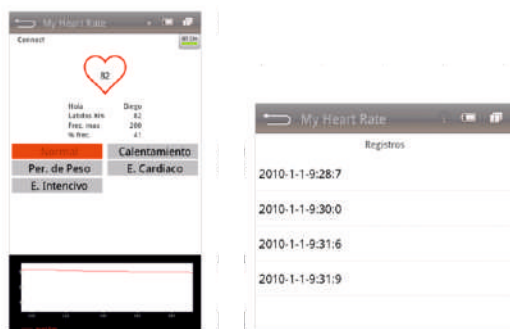 My Heart Rate
Connect
82
Hola Diego
Latidos Min 82
Frec. max 200
% frec. 41
Normal Calentamiento
Per. de Peso E. Cardiaco
E. Intencivo
My Heart Rate
Registros
2010-1-1-9:28:7
2010-1-1-9:30:0
2010-1-1-9:31:6
2010-1-1-9:31:9